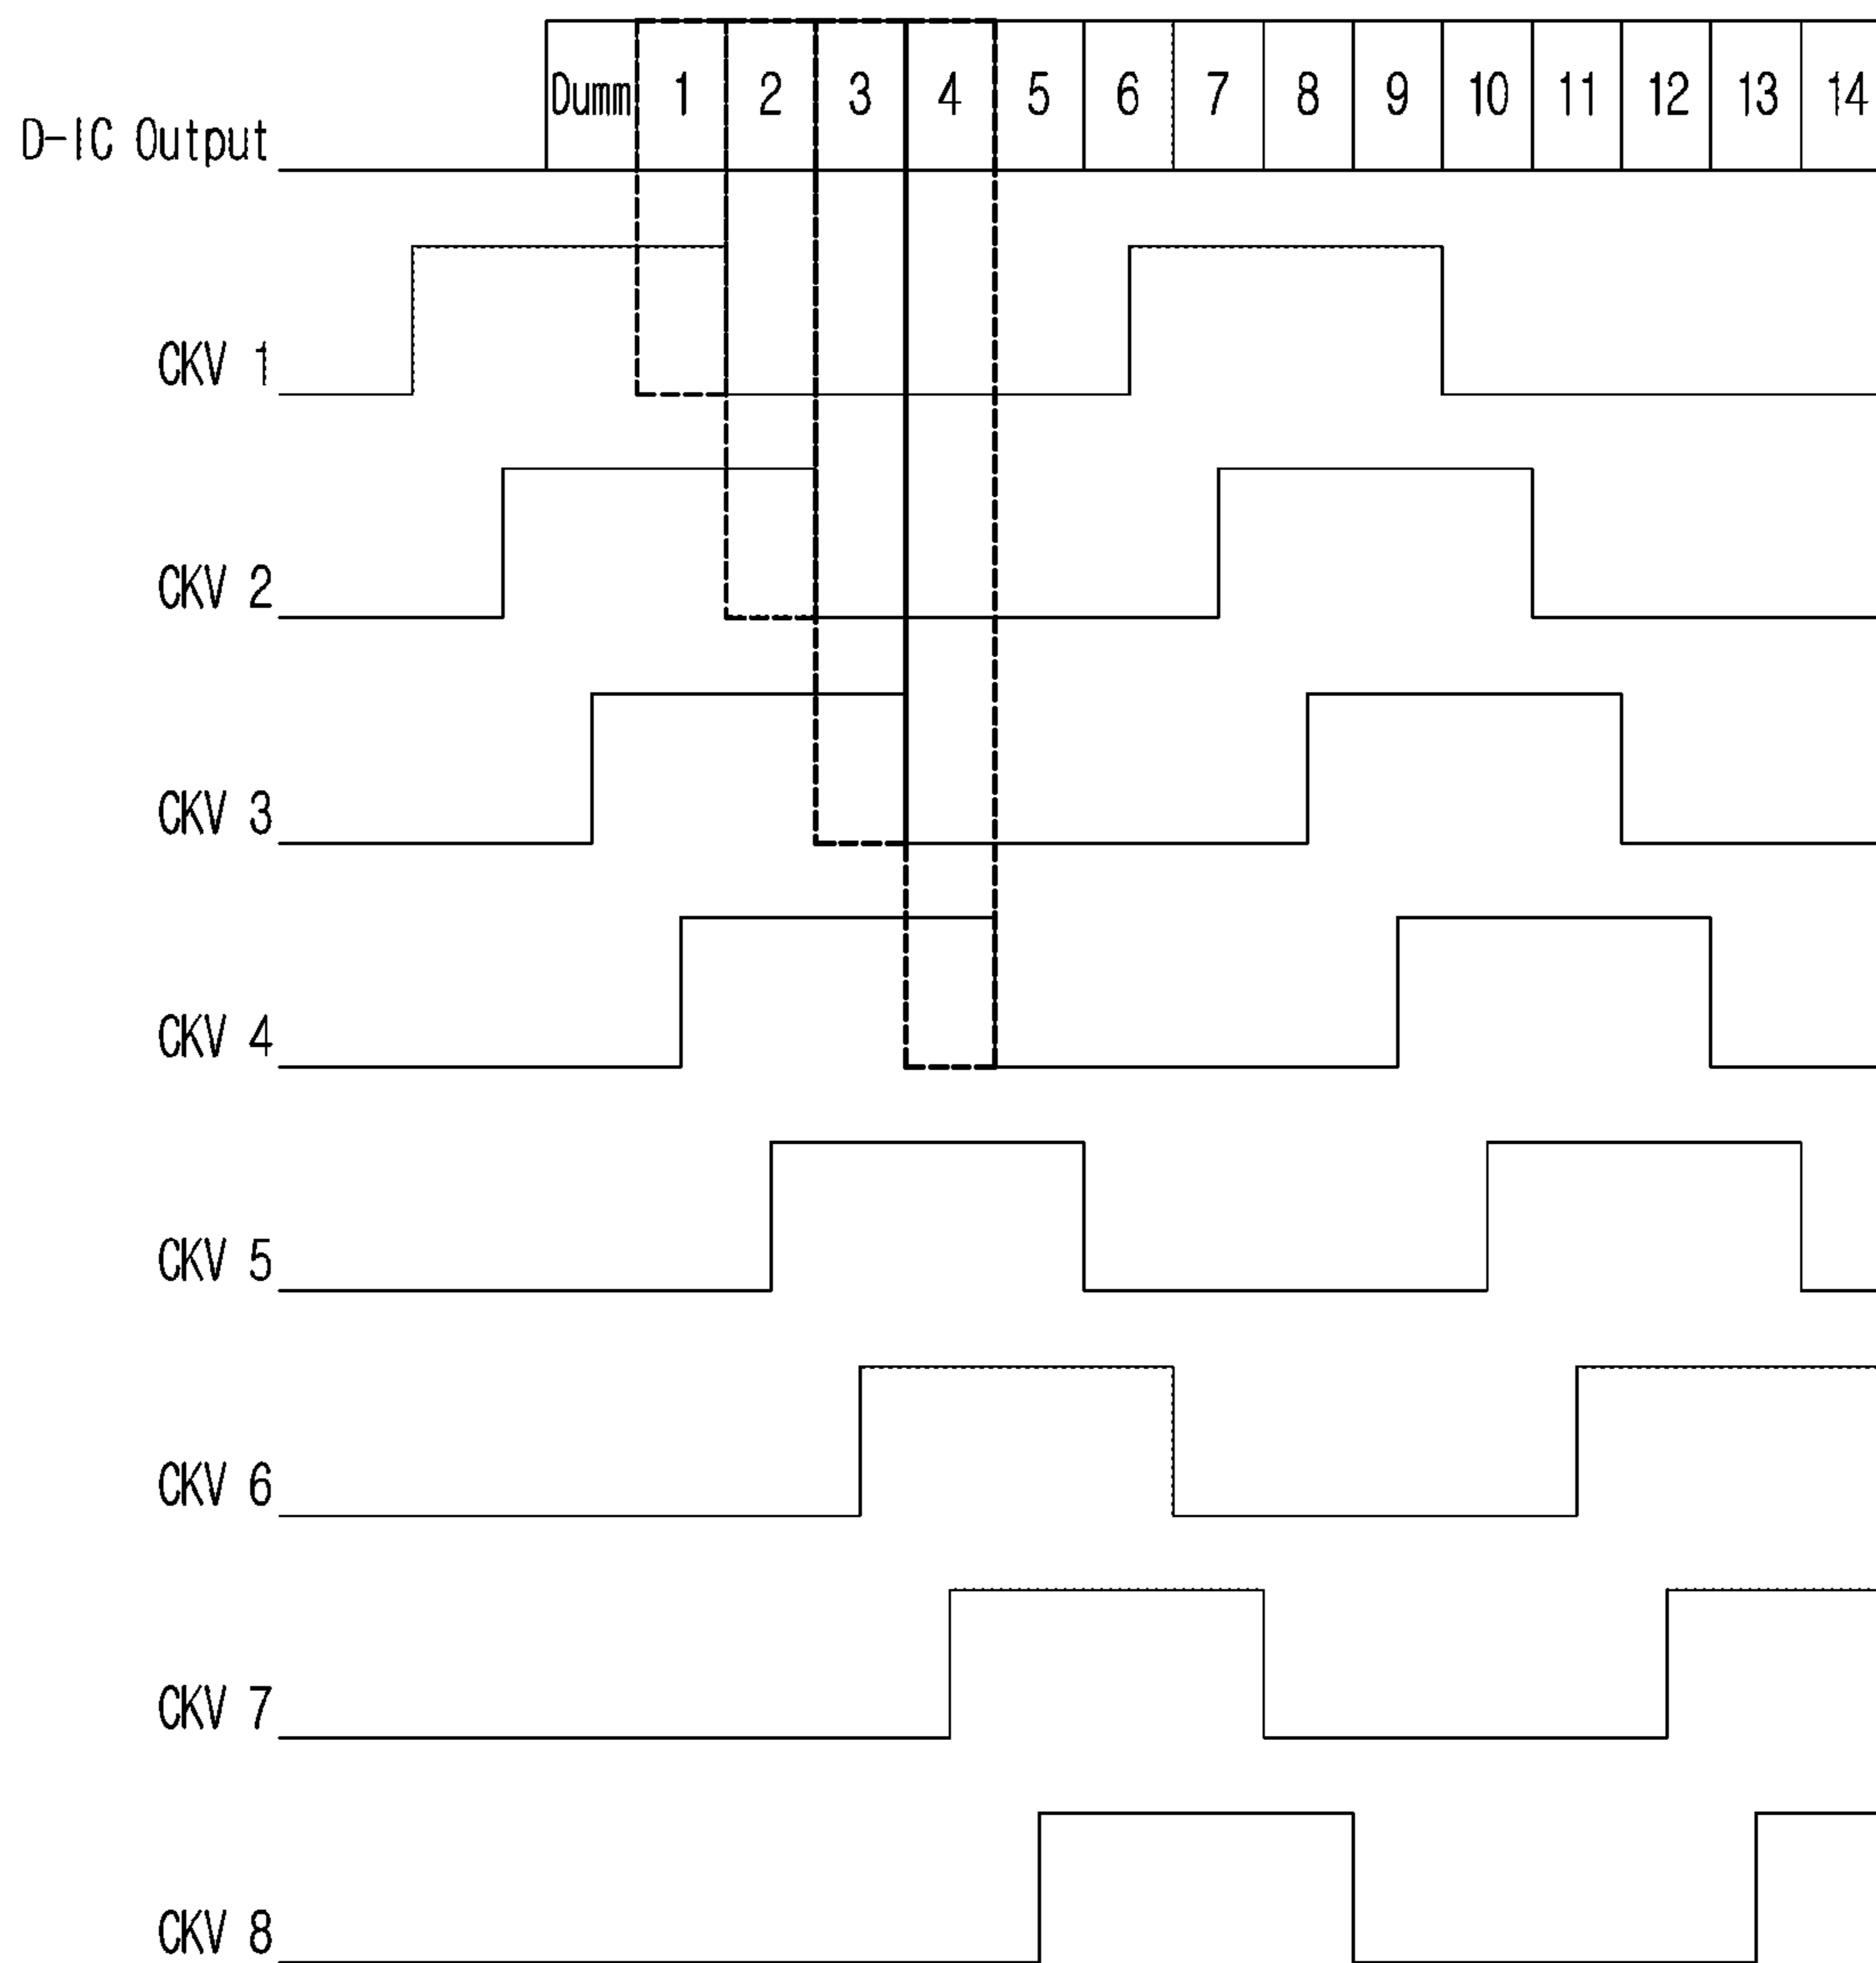 Dumm 1 2 3 4 5 6 7 8 9 10 11 12 13 14
D-IC Output
CKV 1
CKV 2
CKV 3
CKV 4
CKV 5
CKV 6
CKV 7
CKV 8